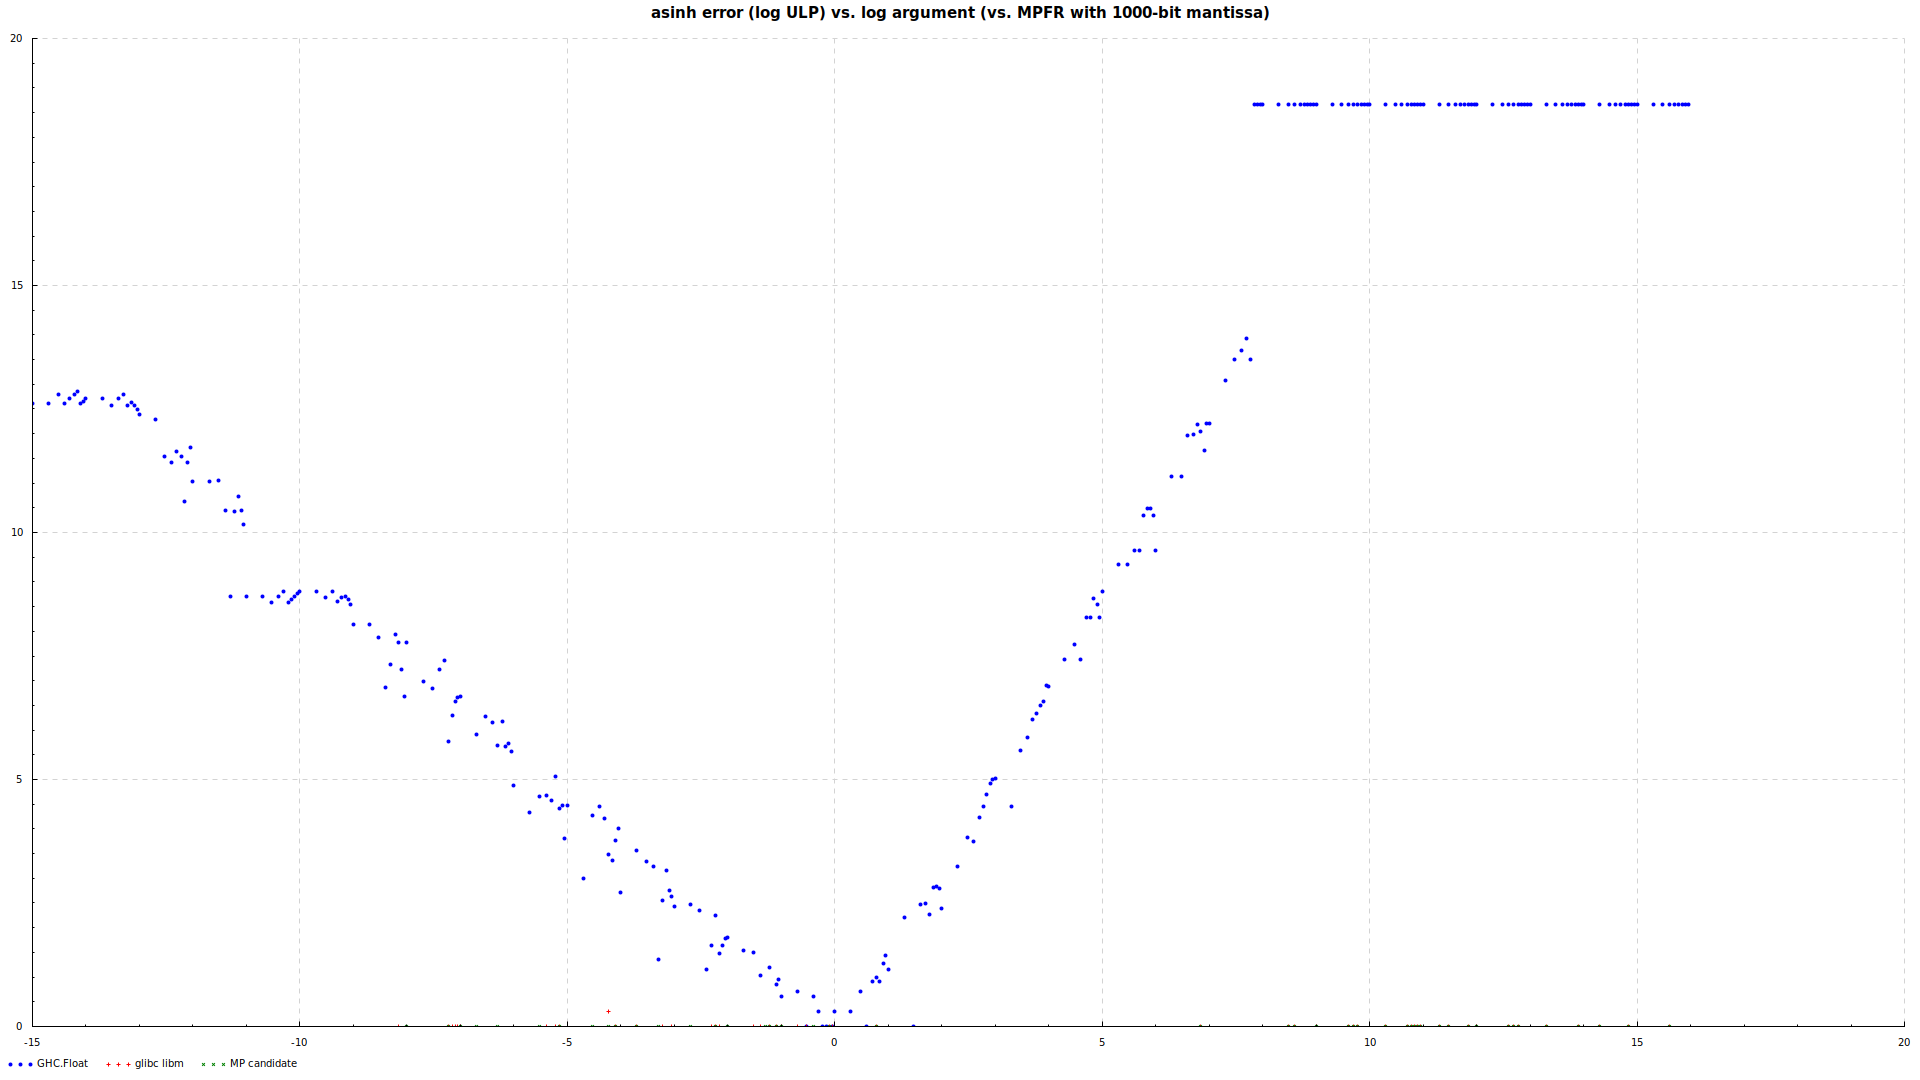 asinh error (log ULP) vs. log argument (vs. MPFR with 1000-bit mantissa)
20
15
10
5
0
-15 -10 -5 0 5 10 15 20
GHC.Float glibc libm MP candidate